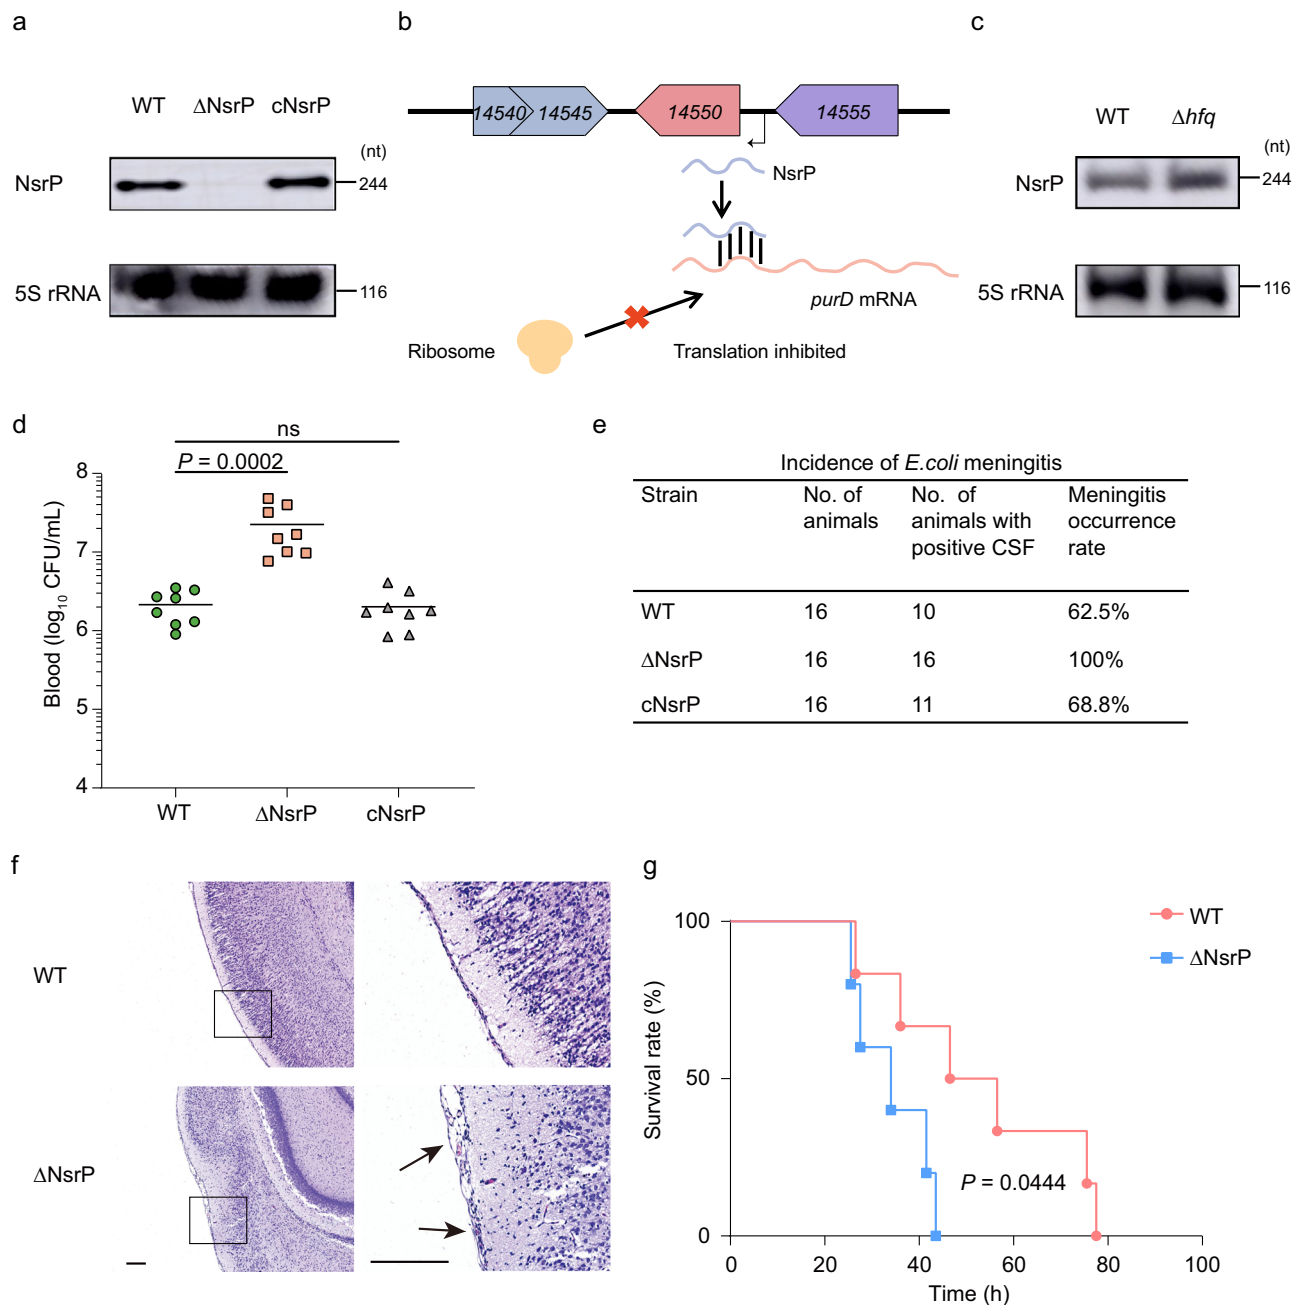 a
WT ΔNsrP cNsrP
(nt)
NsrP
244
5S rRNA
116
b
14540 14545 14550 14555
NsrP
purD mRNA
Ribosome
Translation inhibited
c
WT Δhfq
(nt)
NsrP
244
5S rRNA
116
d
ns
P = 0.0002
8
7
6
5
4
Blood (log10 CFU/mL)
WT ΔNsrP cNsrP
e
Incidence of E.coli meningitis
Strain No. of animals No. of animals with positive CSF Meningitis occurrence rate
WT 16 10 62.5%
ΔNsrP 16 16 100%
cNsrP 16 11 68.8%
f
WT
ΔNsrP
g
WT
ΔNsrP
100
50
0
Survival rate (%)
P = 0.0444
0 20 40 60 80 100
Time (h)